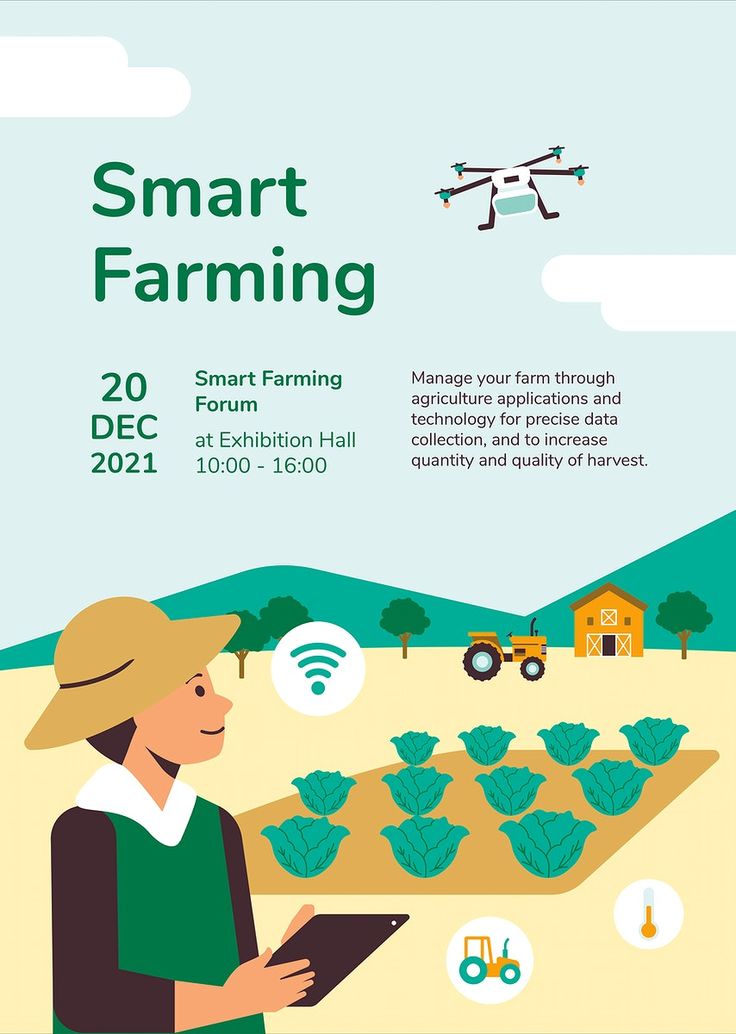 Smart
Farming
20
DEC
2021
Smart Farming
Forum
at Exhibition Hall
10:00 - 16:00
Manage your farm through
agriculture applications and
technology for precise data
collection, and to increase
quantity and quality of harvest.